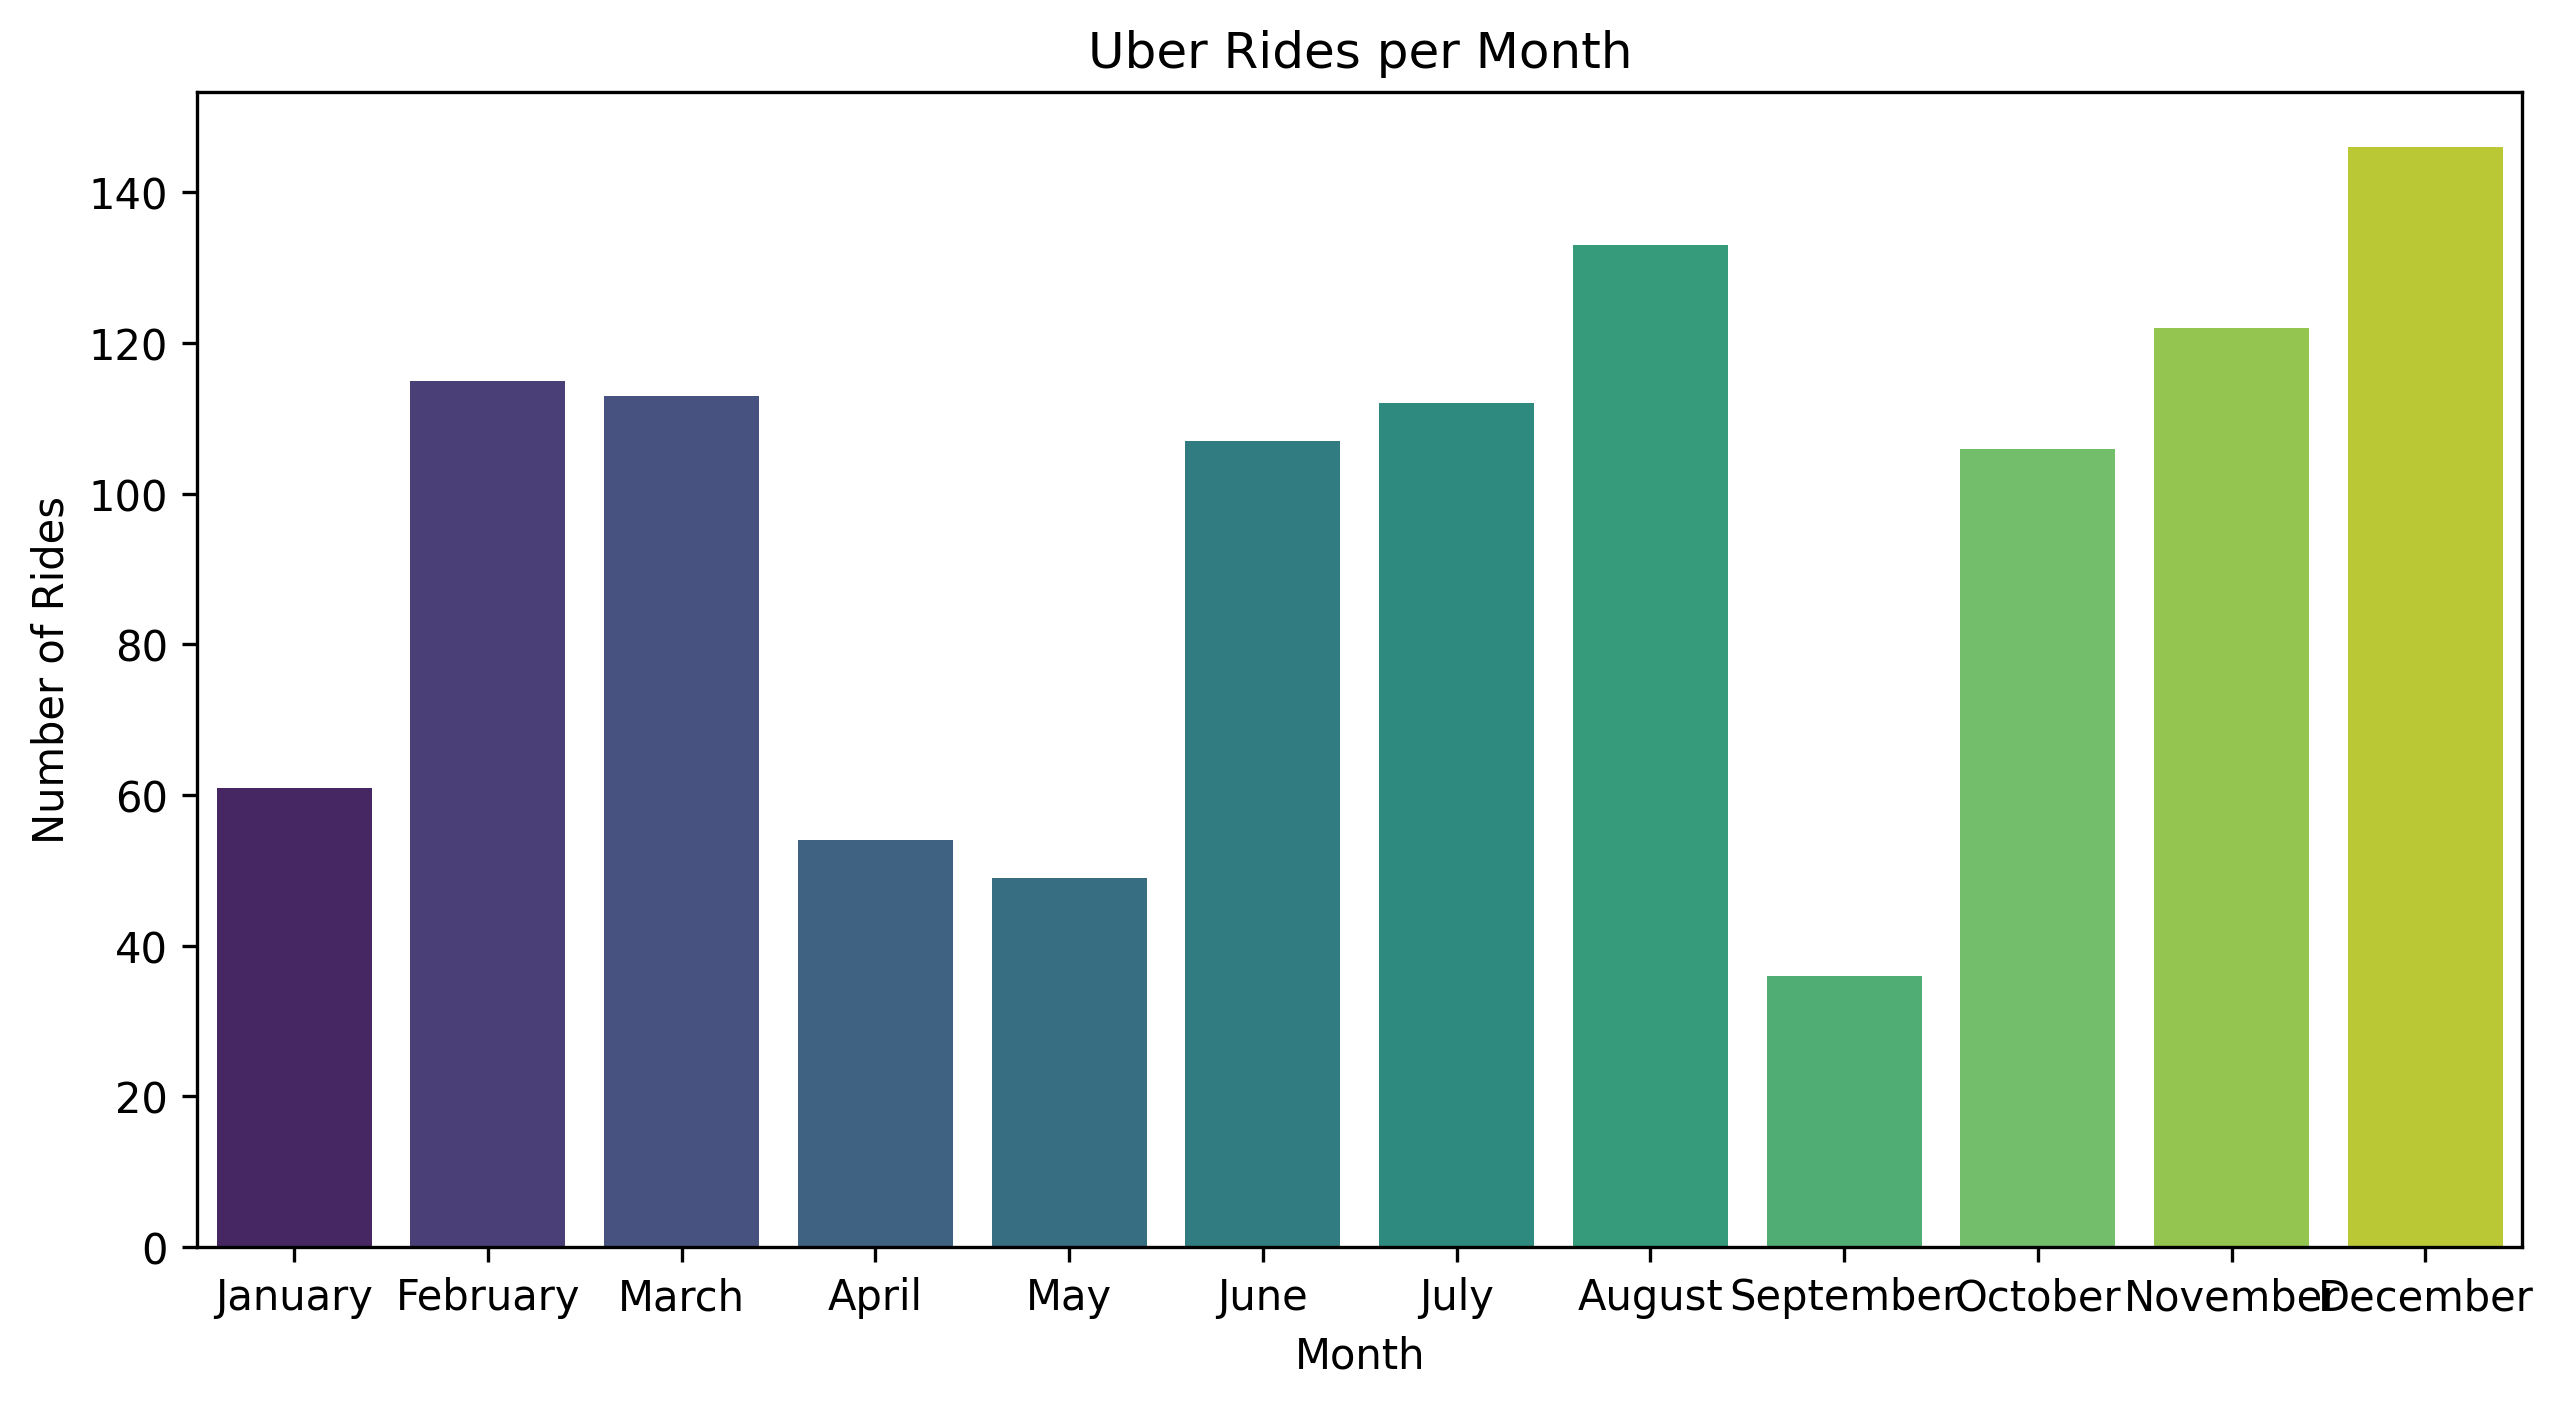 Uber Rides per Month
Number of Rides
140
120
100
80
60
40
20
0
January February March April May June July August September October November December
Month